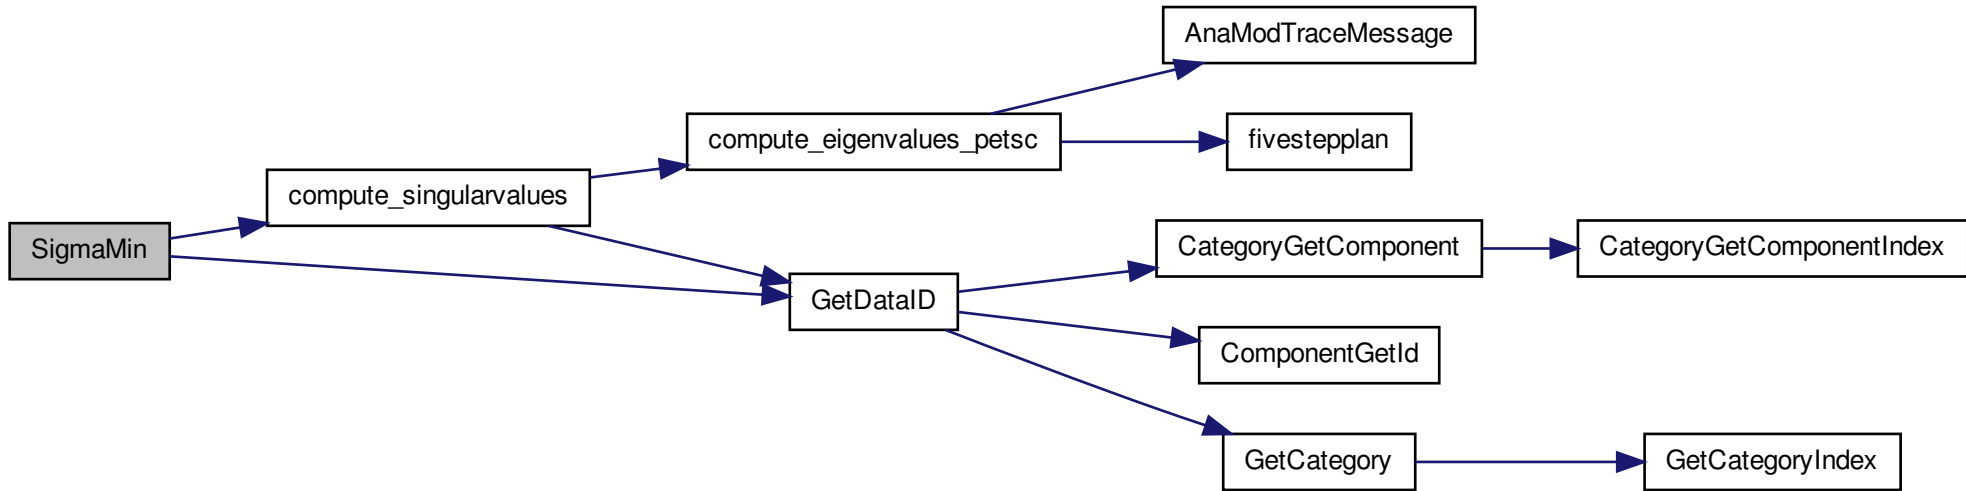 AnaModTraceMessage
compute_eigenvalues_petsc
fivestepplan
compute_singularvalues
SigmaMin
CategoryGetComponent
CategoryGetComponentIndex
GetDataID
ComponentGetId
GetCategory
GetCategoryIndex